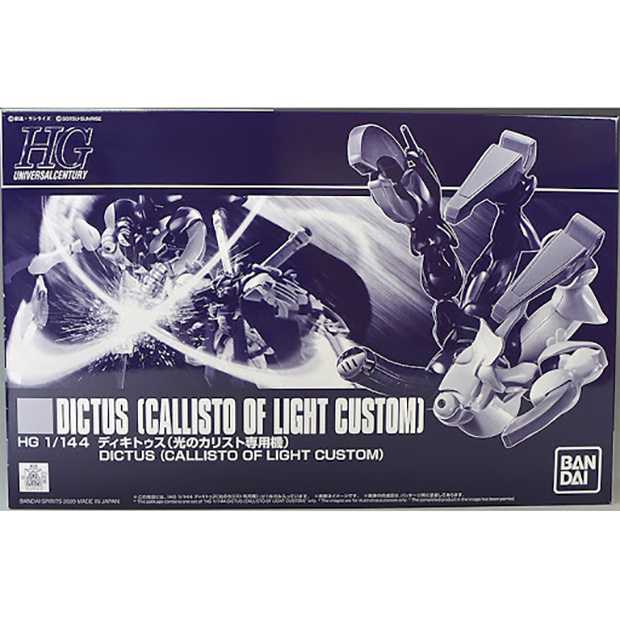 ©創通・サンライズ ©SOTSU・SUNRISE
HG
UNIVERSAL CENTURY
DICTUS (CALLISTO OF LIGHT CUSTOM)
HG 1/144 ディキトゥス(光のカリスト専用機)
DICTUS (CALLISTO OF LIGHT CUSTOM)
BAN
DAI
BANDAI SPIRITS 2020 MADE IN JAPAN